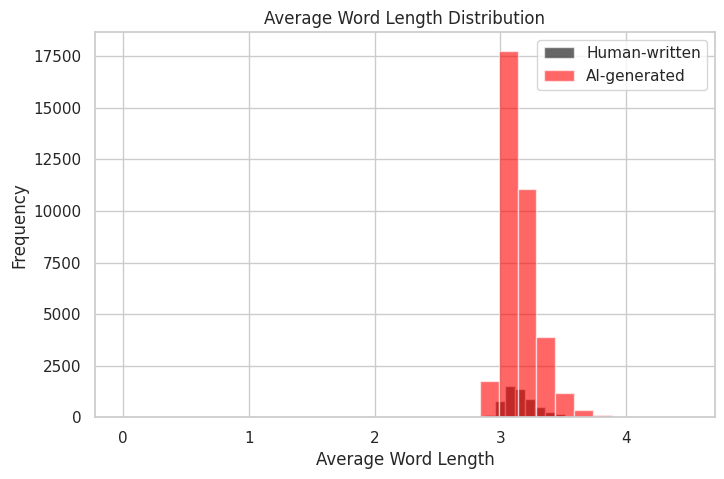 Average Word Length Distribution
Human-written
AI-generated
17500
15000
12500
10000
7500
5000
2500
0
Frequency
0 1 2 3 4
Average Word Length